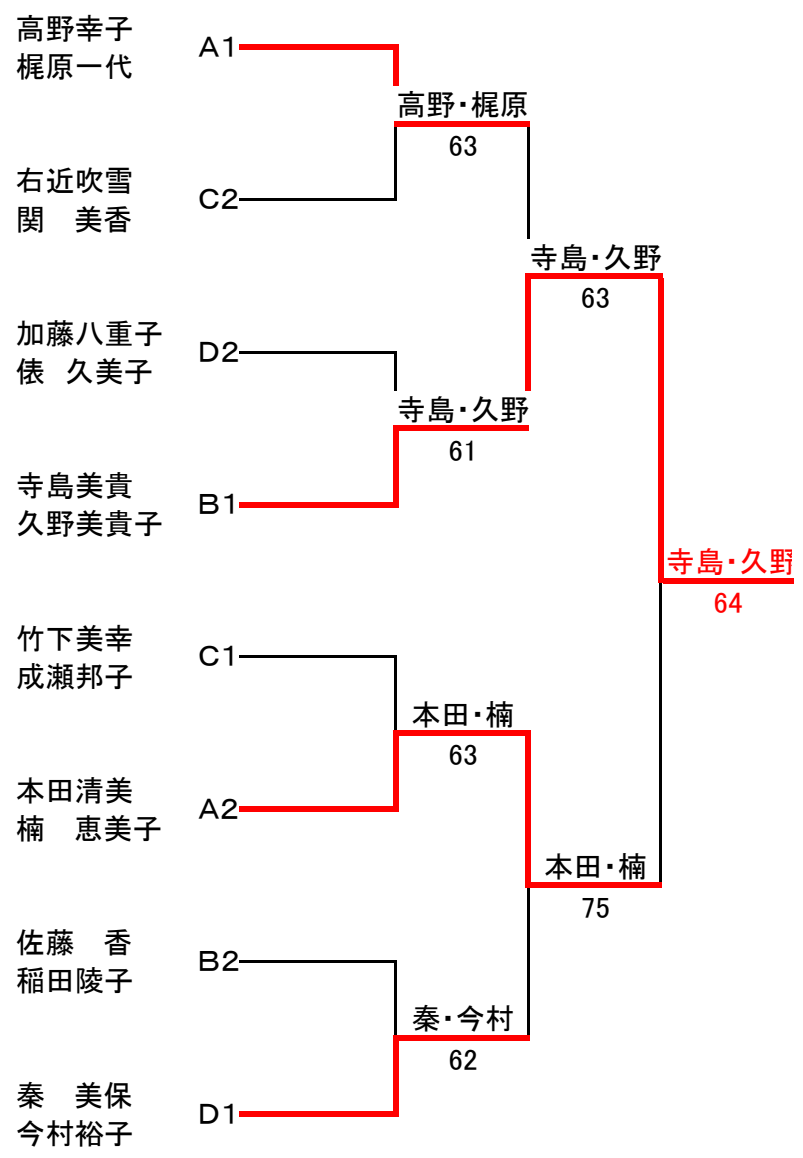 高野幸子
梶原一代
A1
高野・梶原
63
右近吹雪
関　美香
C2
寺島・久野
63
加藤八重子
俵　久美子
D2
寺島・久野
61
寺島美貴
久野美貴子
B1
寺島・久野
64
竹下美幸
成瀬邦子
C1
本田・楠
63
本田清美
楠　恵美子
A2
本田・楠
75
佐藤　香
稲田陵子
B2
秦・今村
62
秦　美保
今村裕子
D1